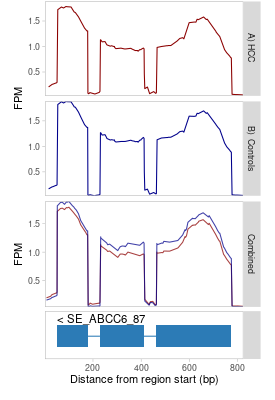 1.5
1.0
0.5
A) HCC
FPM
1.5
1.0
0.5
B). Controls
1.5
1.0
0.5
FPM
Combined
< SE_ABCC6_87
200 400 600 800
Distance from region start (bp)